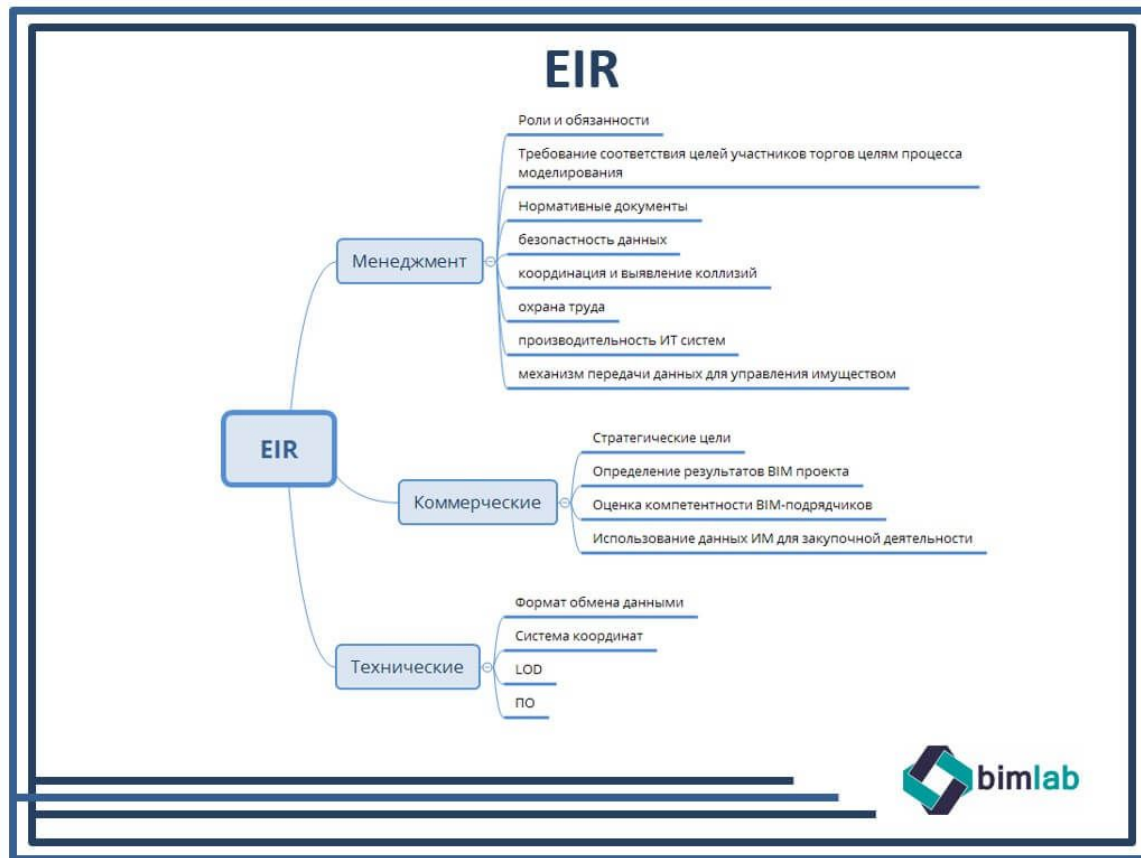 EIR
Роли и обязанности
Требование соответствия целей участников торгов целям процесса
моделирования
Нормативные документы
безопастность данных
Менеджмент
координация и выявление коллизий
охрана труда
производительность ИТ систем
механизм передачи данных для управления имуществом
EIR
Стратегические цели
Определение результатов BIM проекта
Коммерческие
Оценка компетентности BIM-подрядчиков
Использование данных ИМ для закупочной деятельности
Формат обмена данными
Система координат
Технические
LOD
ПО
bimlab